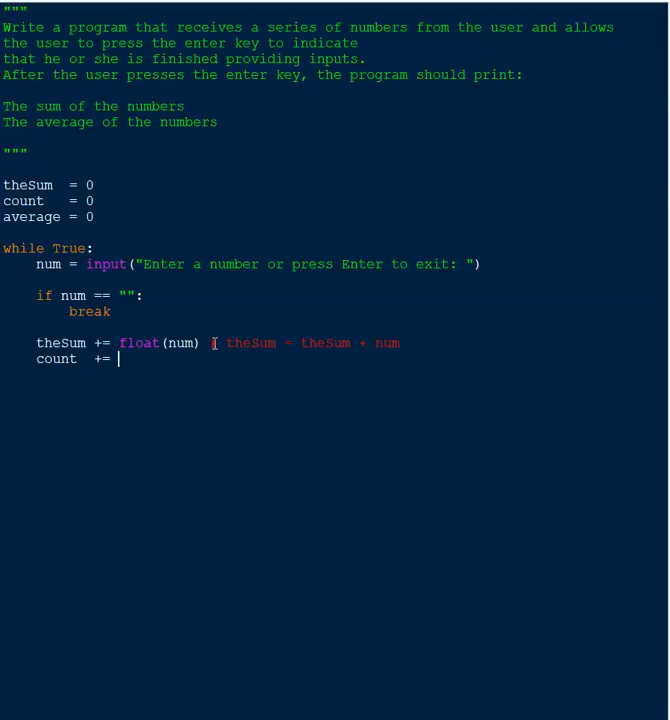 """
Write a program that receives a series of numbers from the user and allows
the user to press the enter key to indicate
that he or she is finished providing inputs.
After the user presses the enter key, the program should print:
The sum of the numbers
The average of the numbers
"""
theSum  = 0
count   = 0
average = 0
while True:
    num = input("Enter a number or press Enter to exit: ")
    if num == "":
        break
    theSum += float(num) # theSum = theSum + num
    count  +=